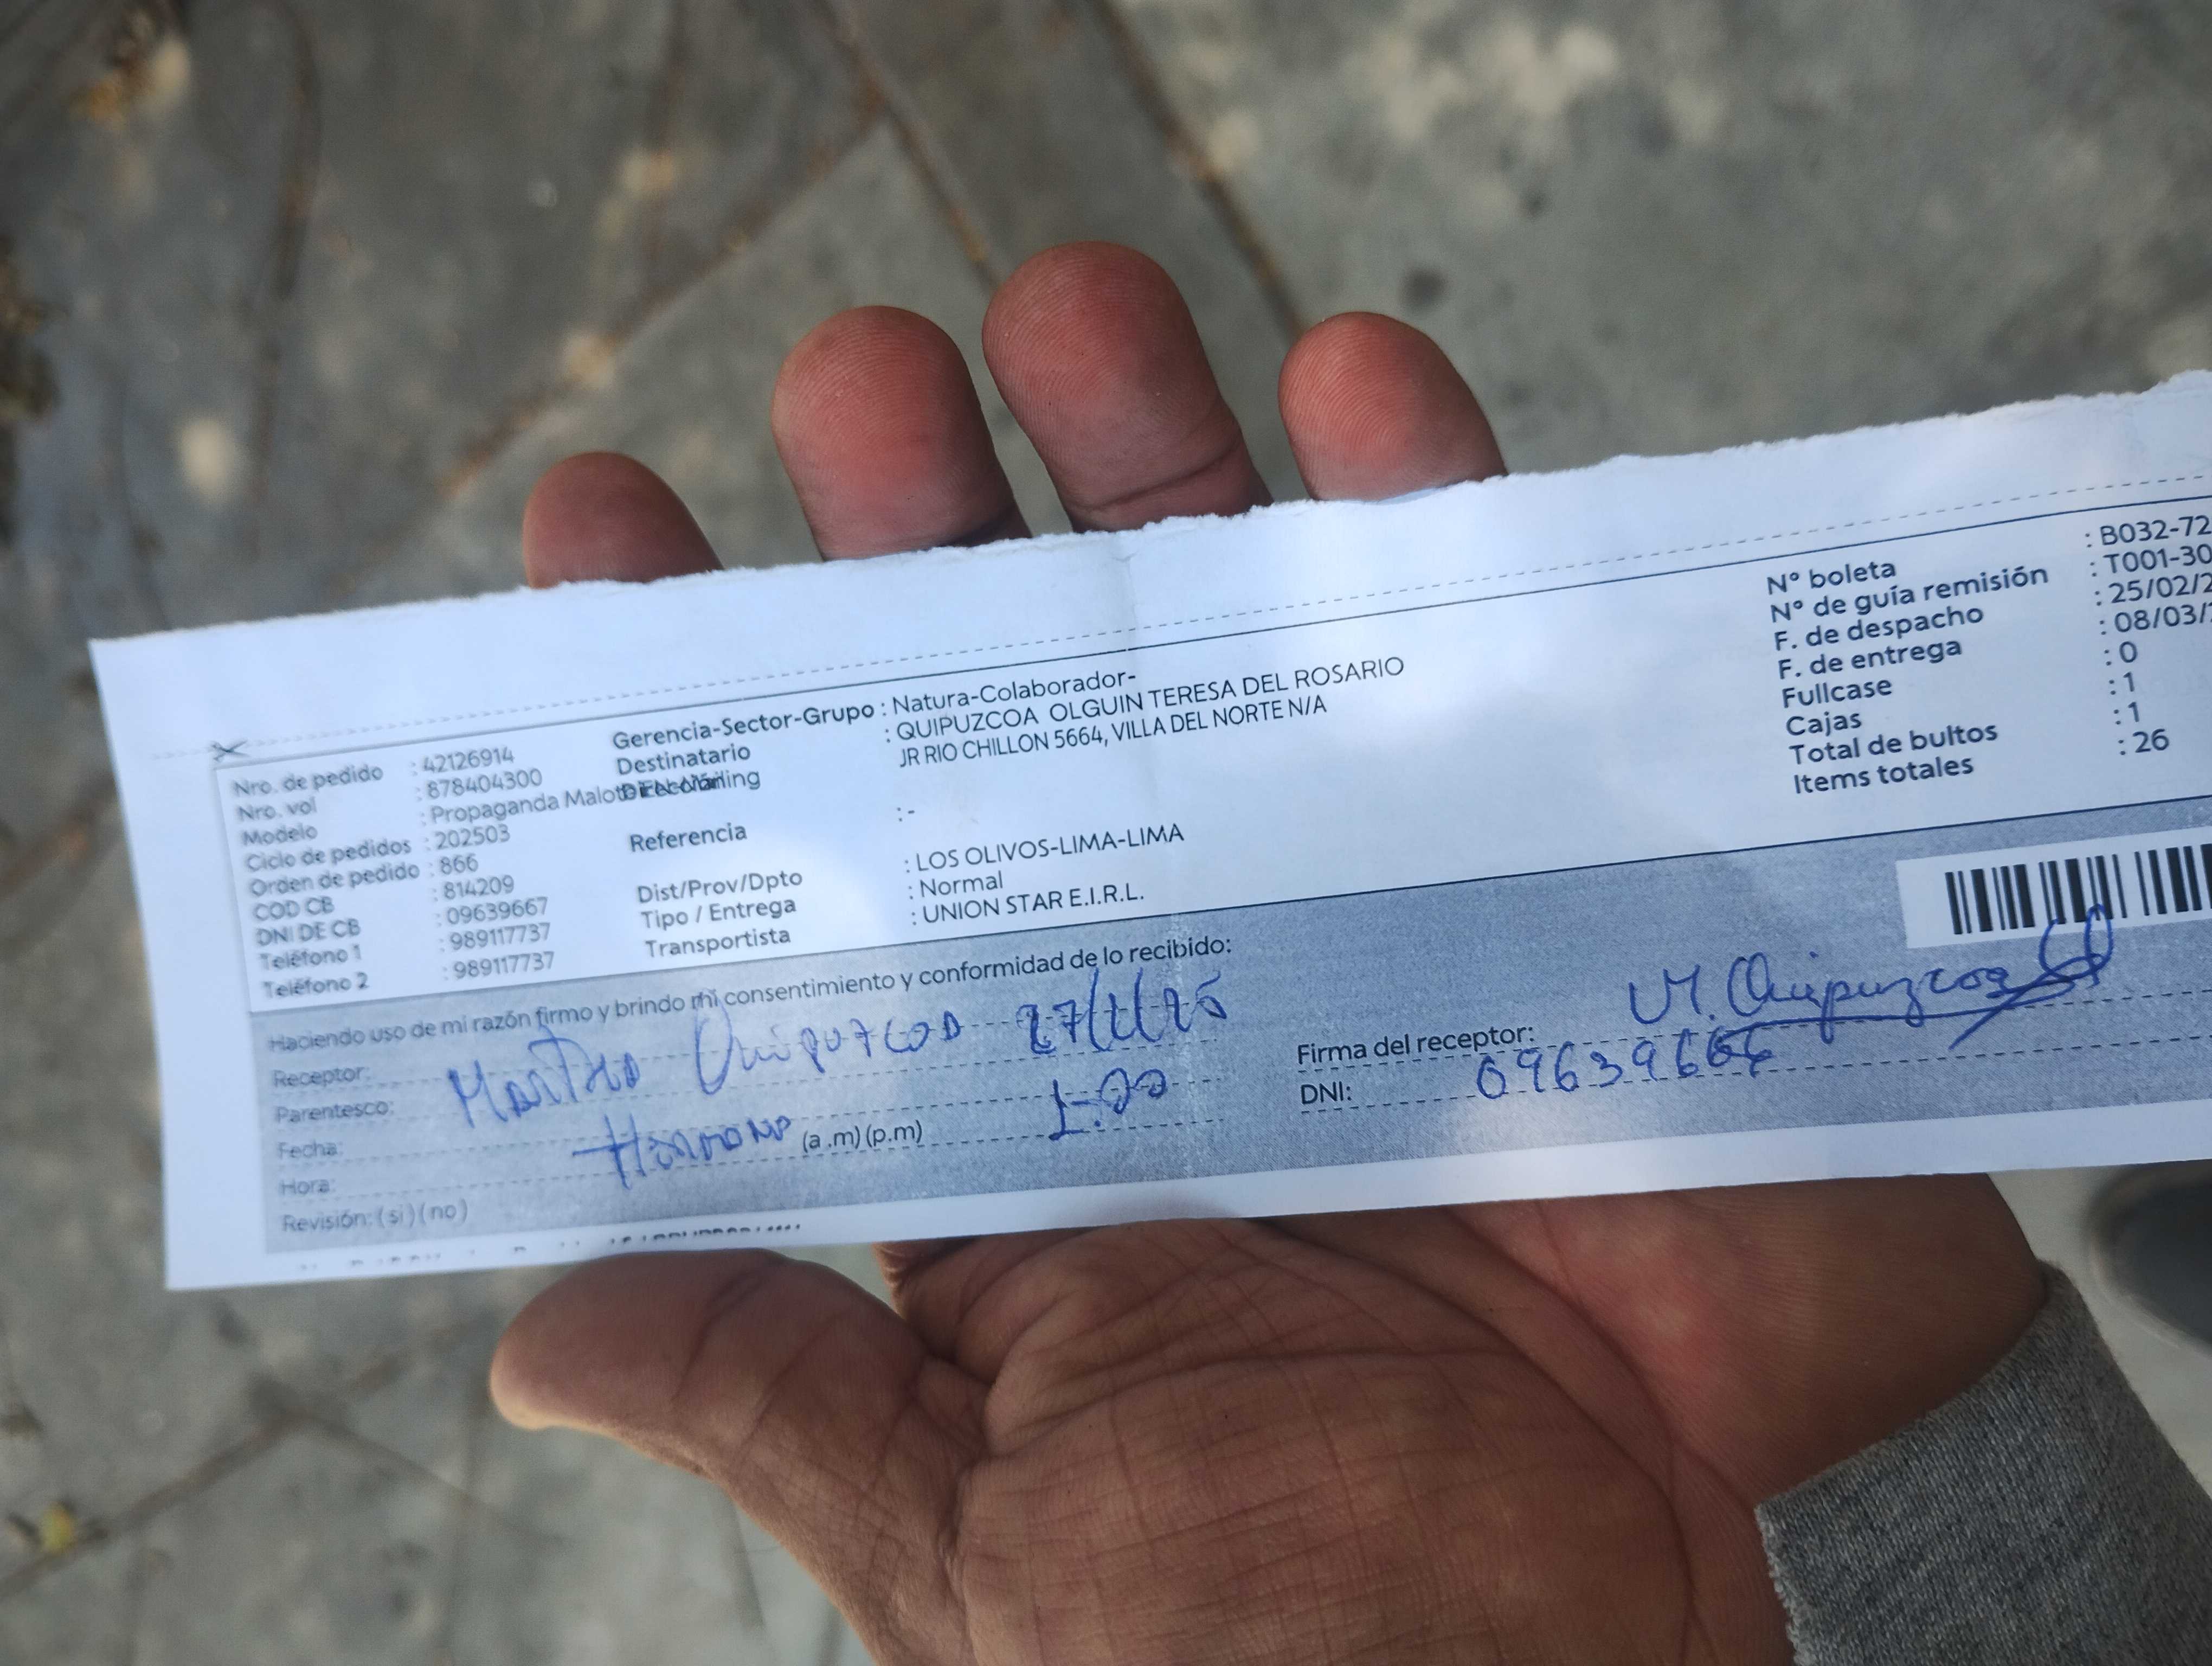 Nro. de pedido : 42126914
Nro. vol : 878404300
Modelo : Propaganda Malote
Ciclo de pedidos : 202503
Orden de pedido : 866
COD CB : 814209
DNI DE CB : 09639667
Teléfono 1 : 989117737
Teléfono 2 : 989117737
Gerencia-Sector-Grupo : Natura-Colaborador-
Destinatario : QUIPUZCOA OLGUIN TERESA DEL ROSARIO
JR RIO CHILLON 5664, VILLA DEL NORTE N/A
Referencia : -
Dist/Prov/Dpto : LOS OLIVOS-LIMA-LIMA
Tipo / Entrega : Normal
Transportista : UNION STAR E.I.R.L.
N° boleta : B032-72
N° de guía remisión : T001-30
F. de despacho : 25/02/2
F. de entrega : 08/03/
Fullcase : 0
Cajas : 1
Total de bultos : 1
Items totales : 26
Haciendo uso de mi razón firmo y brindo mi consentimiento y conformidad de lo recibido:
Receptor: Quipuzcoa
Parentesco:
Fecha:
Hora: (a.m) (p.m)
Revisión: (si) (no)
Firma del receptor: M. Quipuzcoa
DNI: 09639666